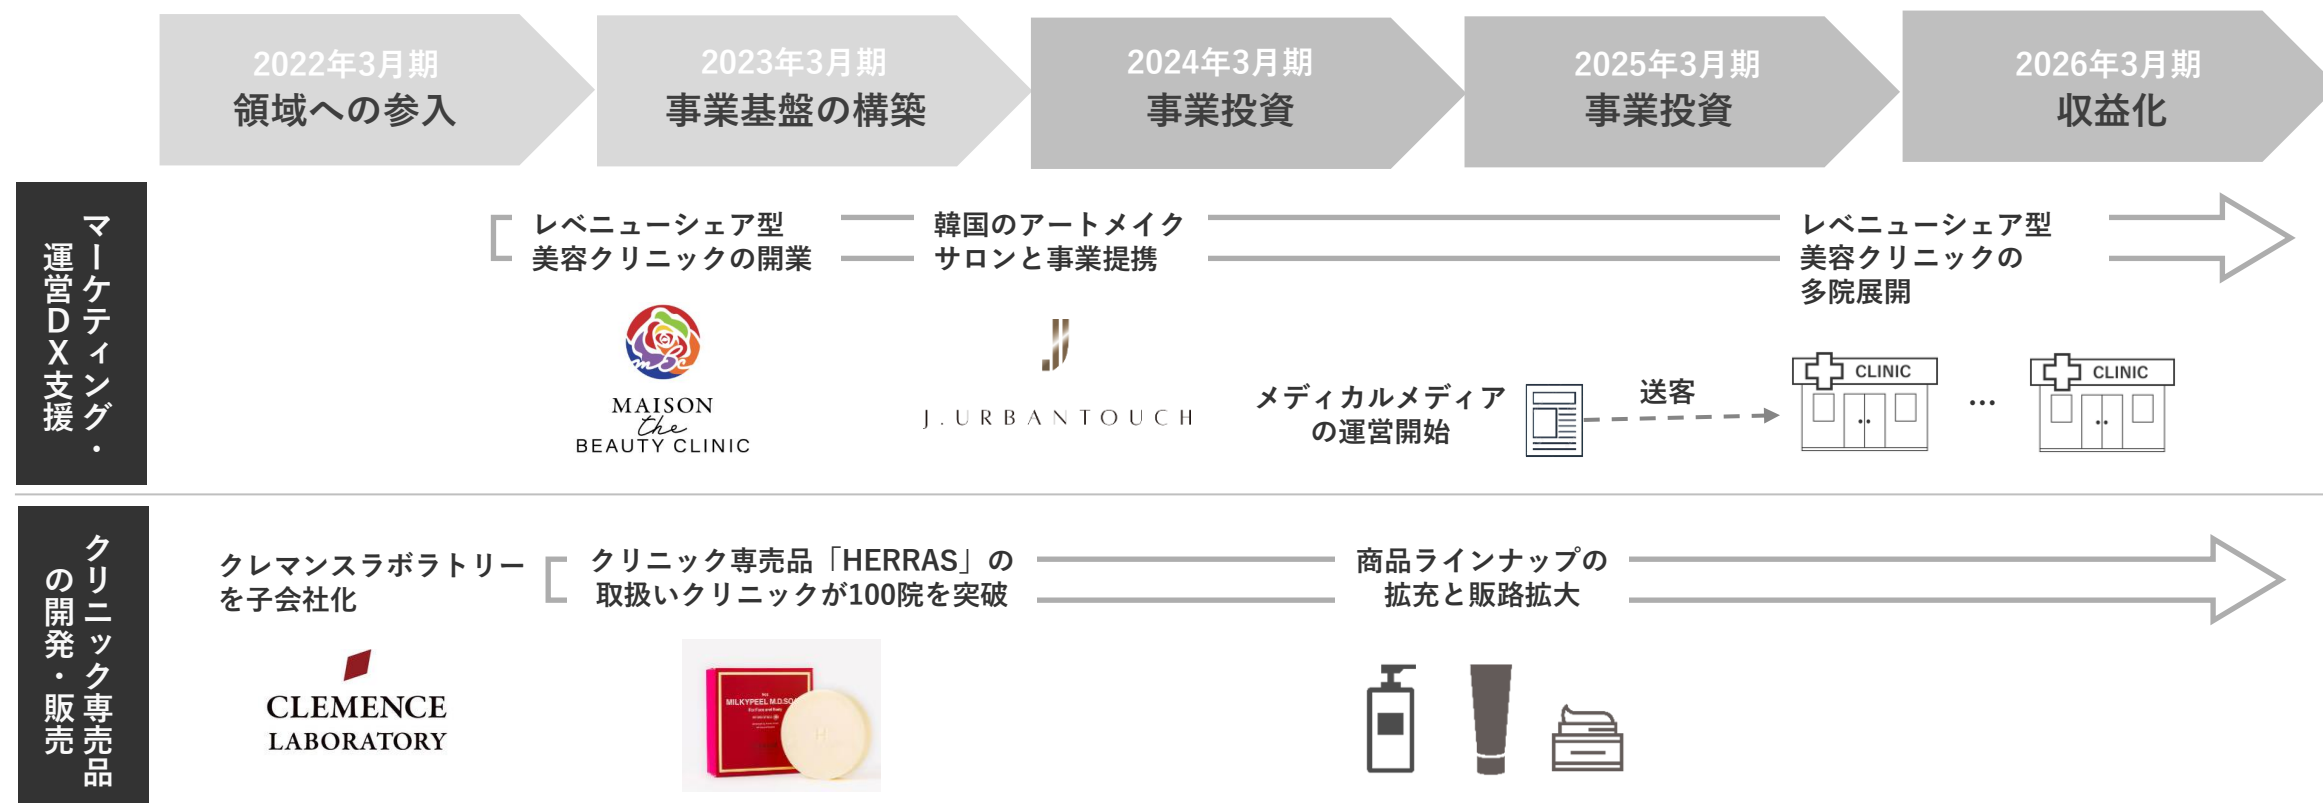 2022年3月期
領域への参入
2023年3月期
事業基盤の構築
2024年3月期
事業投資
2025年3月期
事業投資
2026年3月期
収益化
マーケティング・
運営DX支援
レベニューシェア型
美容クリニックの開業
韓国のアートメイク
サロンと事業提携
レベニューシェア型
美容クリニックの
多院展開
mbc
MAISON
the
BEAUTY CLINIC
J.URBANTOUCH
メディカルメディア
の運営開始
送客
CLINIC
…
CLINIC
クリニック専売品
の開発・販売
クレマンスラボラトリー
を子会社化
クリニック専売品「HERRAS」の
取扱いクリニックが100院を突破
商品ラインナップの
拡充と販路拡大
CLEMENCE
LABORATORY
MILKYPEEL M.D.SO
H